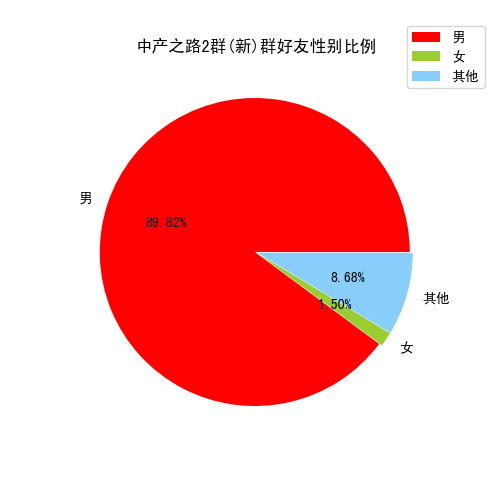 中产之路2群(新)群好友性别比例
男
女
其他
男
89.82%
8.68%
1.50%
其他
女